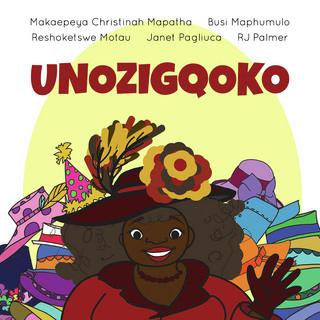 Makaepeya Christinah Mapatha Busi Maphumulo
Reshoketswe Motau Janet Pagliuca RJ Palmer
UNOZIGQOKO